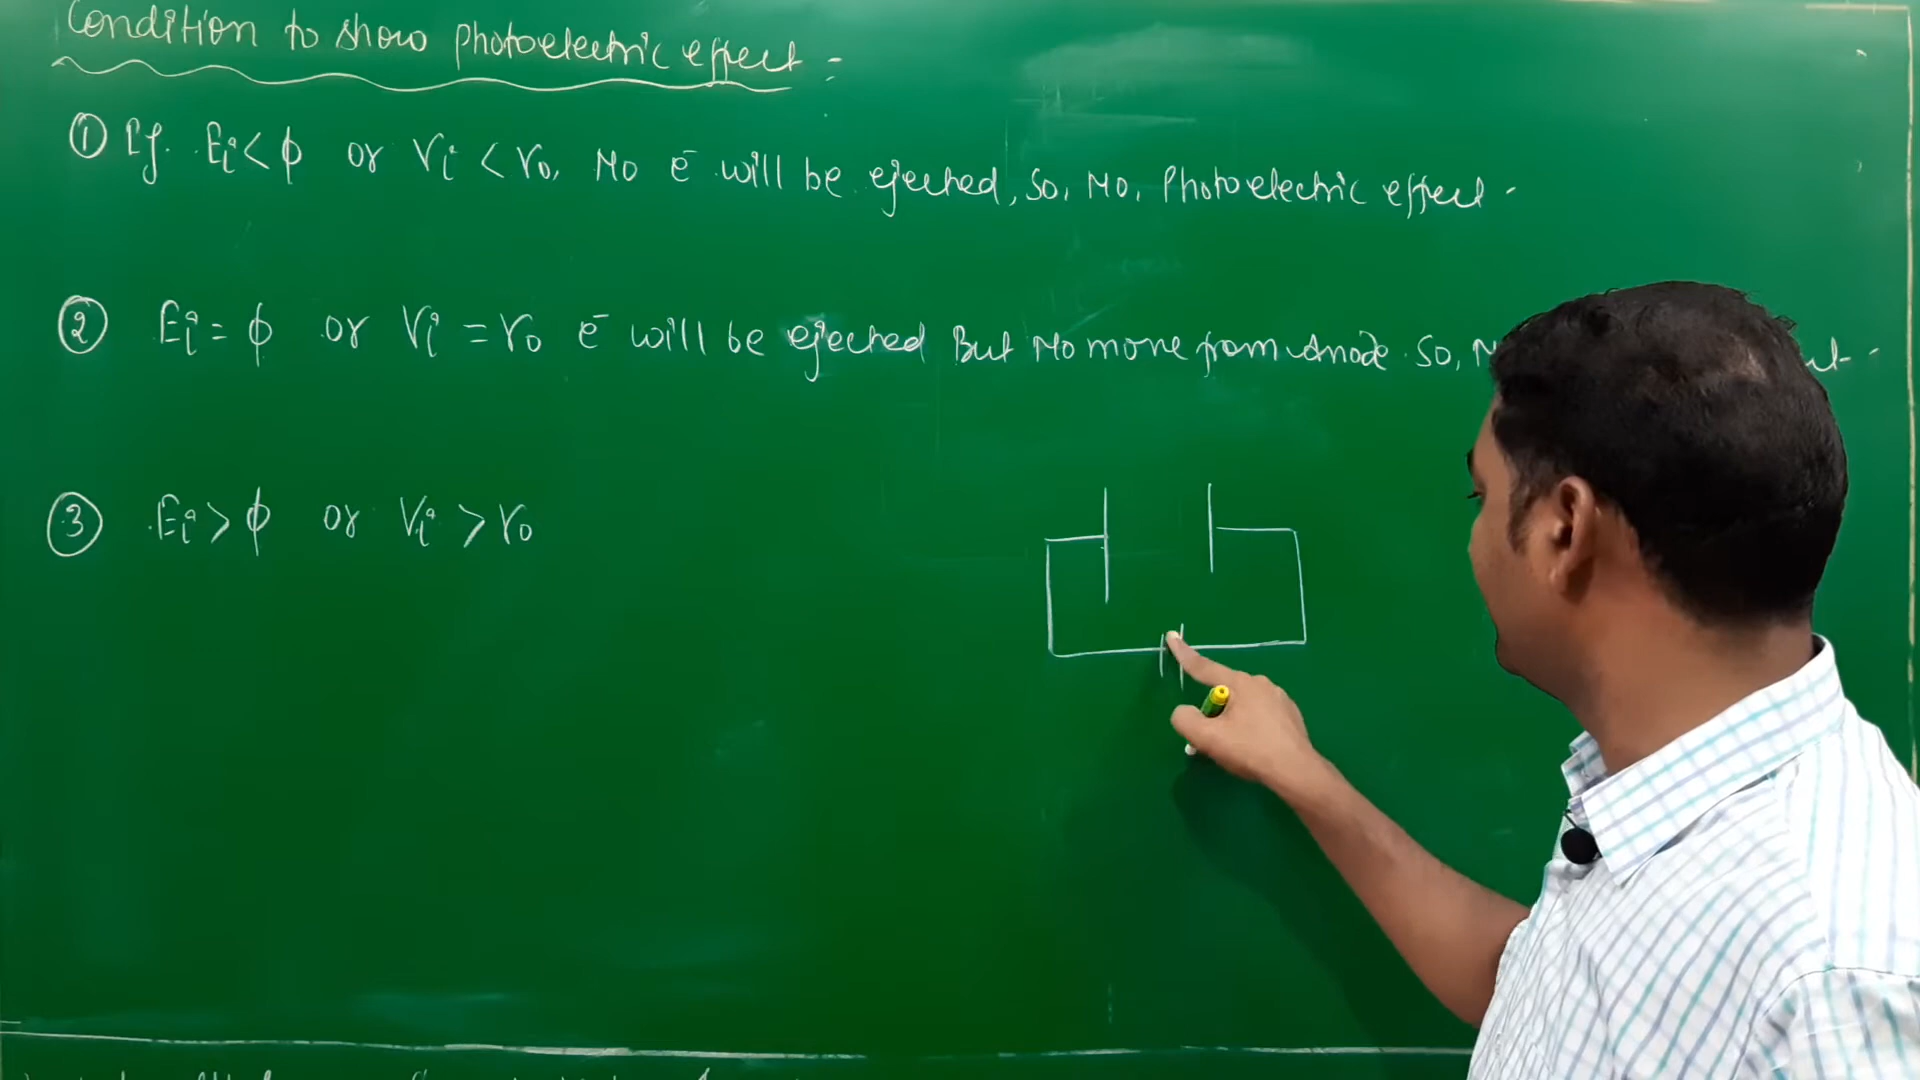 Condition to show photoelectric effect :
① If. Ei < ϕ or νi < ν0, No e⁻ will be ejected, So, No, Photoelectric effect.
② Ei = ϕ or νi = ν0 e⁻ will be ejected But No move from Anode. So,
③ Ei > ϕ or νi > ν0